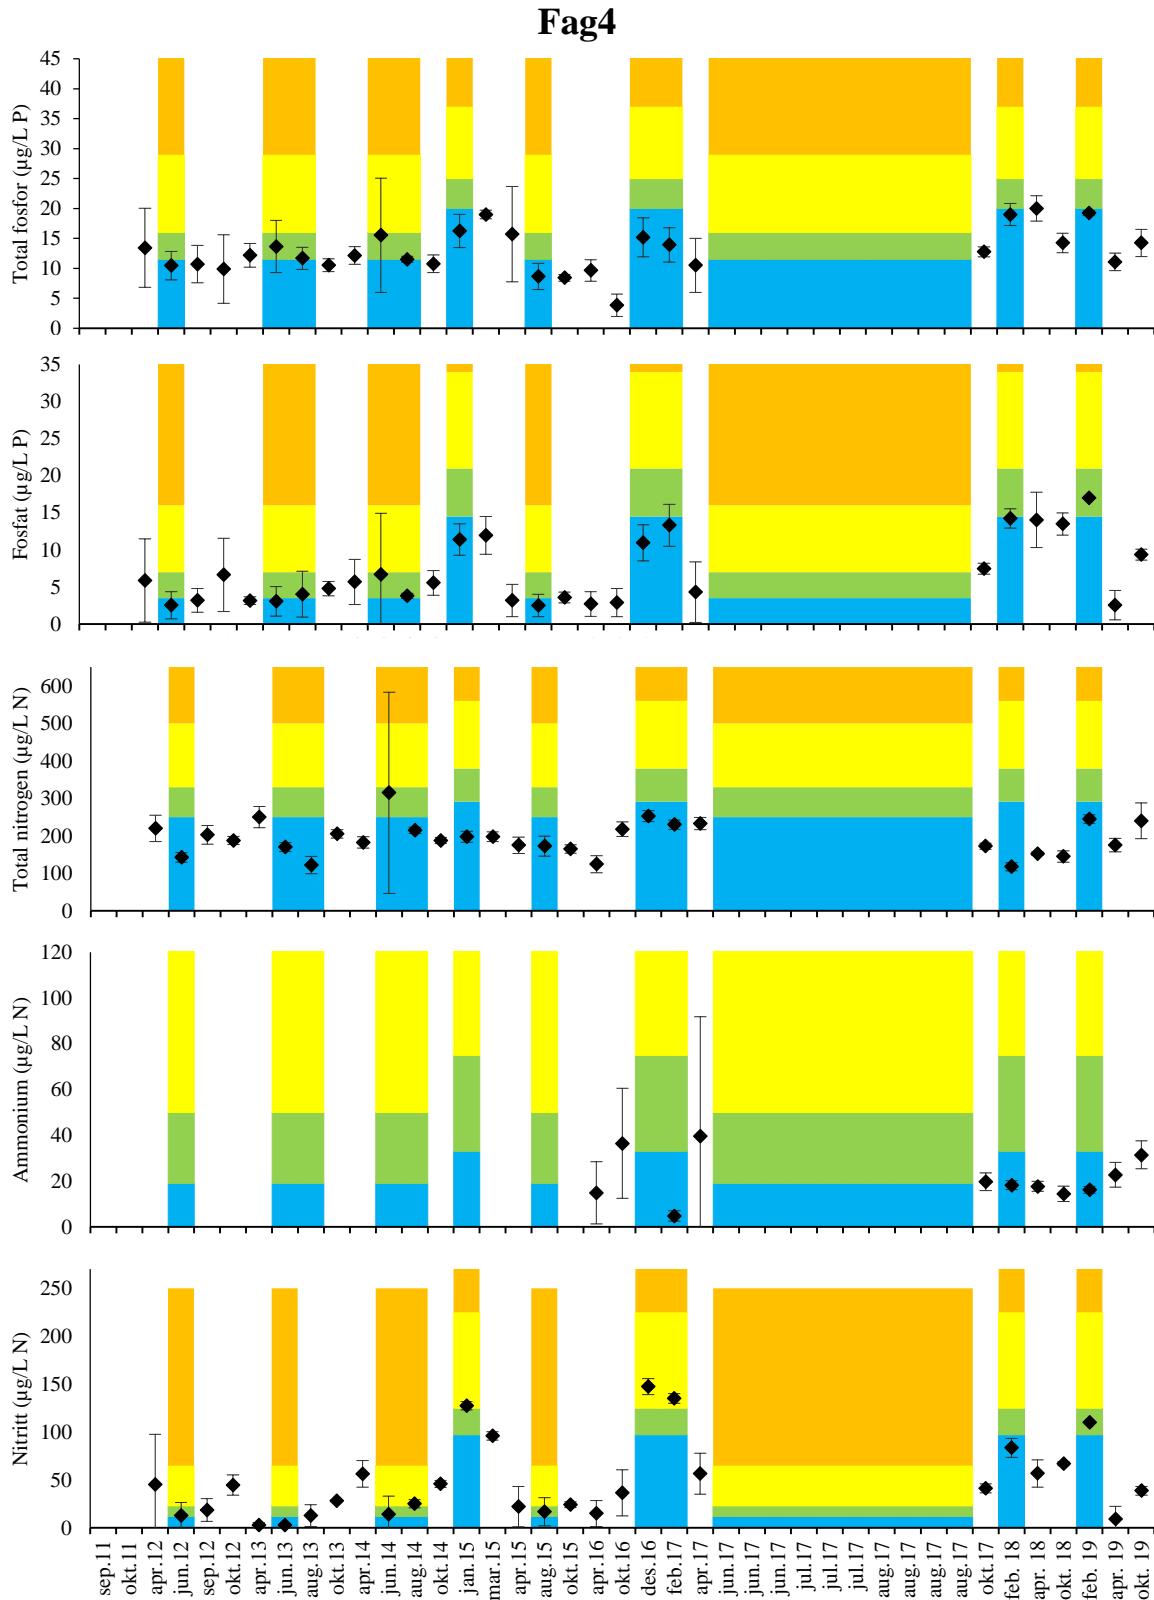 Fag4
Total fosfor (µg/L P)
45
40
35
30
25
20
15
10
5
0
Fosfat (µg/L P)
35
30
25
20
15
10
5
0
Total nitrogen (µg/L N)
600
500
400
300
200
100
0
Ammonium (µg/L N)
120
100
80
60
40
20
0
Nitritt (µg/L N)
250
200
150
100
50
0
sep.11
okt.11
apr.12
jun.12
sep.12
okt.12
apr.13
jun.13
aug.13
okt.13
apr.14
jun.14
aug.14
okt.14
jan.15
mar.15
apr.15
aug.15
okt.15
apr.16
okt.16
des.16
feb.17
apr.17
jun.17
jun.17
jun.17
jul.17
jul.17
jul.17
aug.17
aug.17
aug.17
aug.17
okt.17
feb. 18
apr. 18
okt. 18
feb. 19
apr. 19
okt. 19